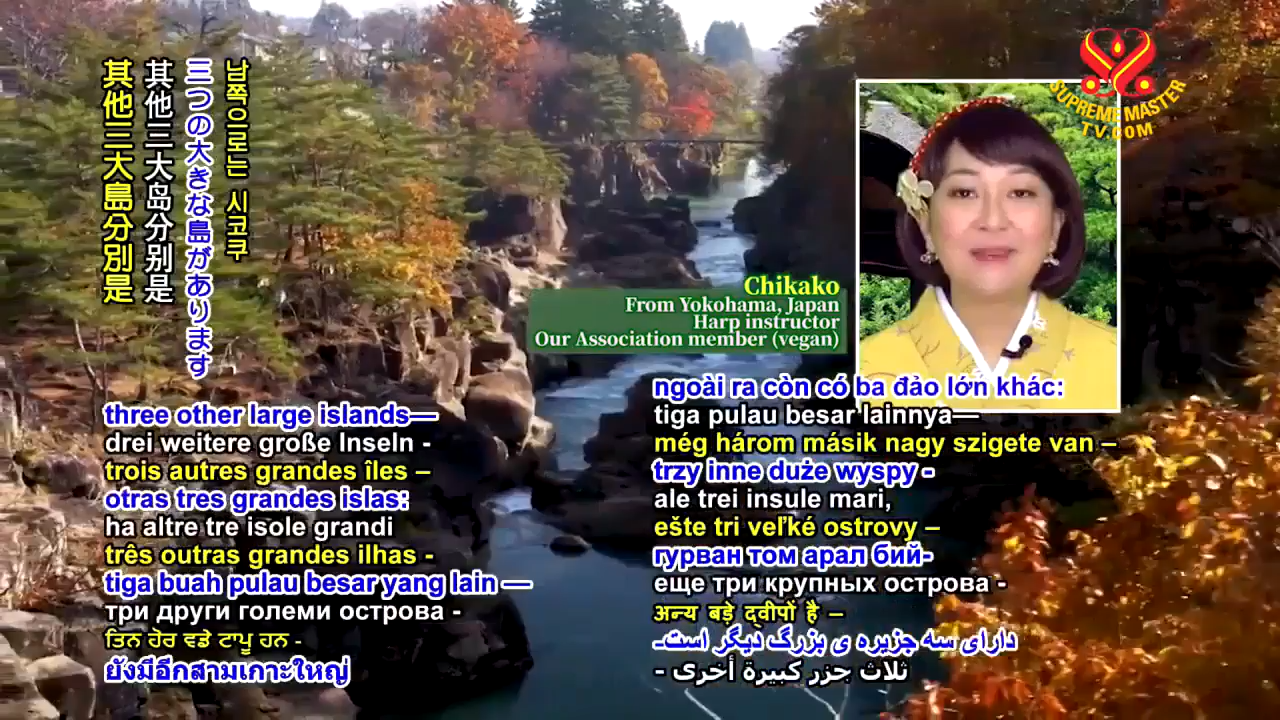 SUPREME MASTER
TV.COM
남쪽으로는 시코쿠
三つの大きな島があります
其他三大岛分别是
其他三大島分別是
Chikako
From Yokohama, Japan
Harp instructor
Our Association member (vegan)
three other large islands—
drei weitere große Inseln -
trois autres grandes îles –
otras tres grandes islas:
ha altre tre isole grandi
três outras grandes ilhas -
tiga buah pulau besar yang lain —
три други големи острова -
ਤਿਨ ਹੋਰ ਵਡੇ ਟਾਪੂ ਹਨ -
ยังมีอีกสามเกาะใหญ่
ngoài ra còn có ba đảo lớn khác:
tiga pulau besar lainnya—
még három másik nagy szigete van –
trzy inne duże wyspy -
ale trei insule mari,
ešte tri veľké ostrovy –
гурван том арал бий-
еще три крупных острова -
अन्य बड़े द्वीपों है –
دارای سه جزیره ی بزرگ دیگر است-
ثلاث جزر كبيرة أخرى -